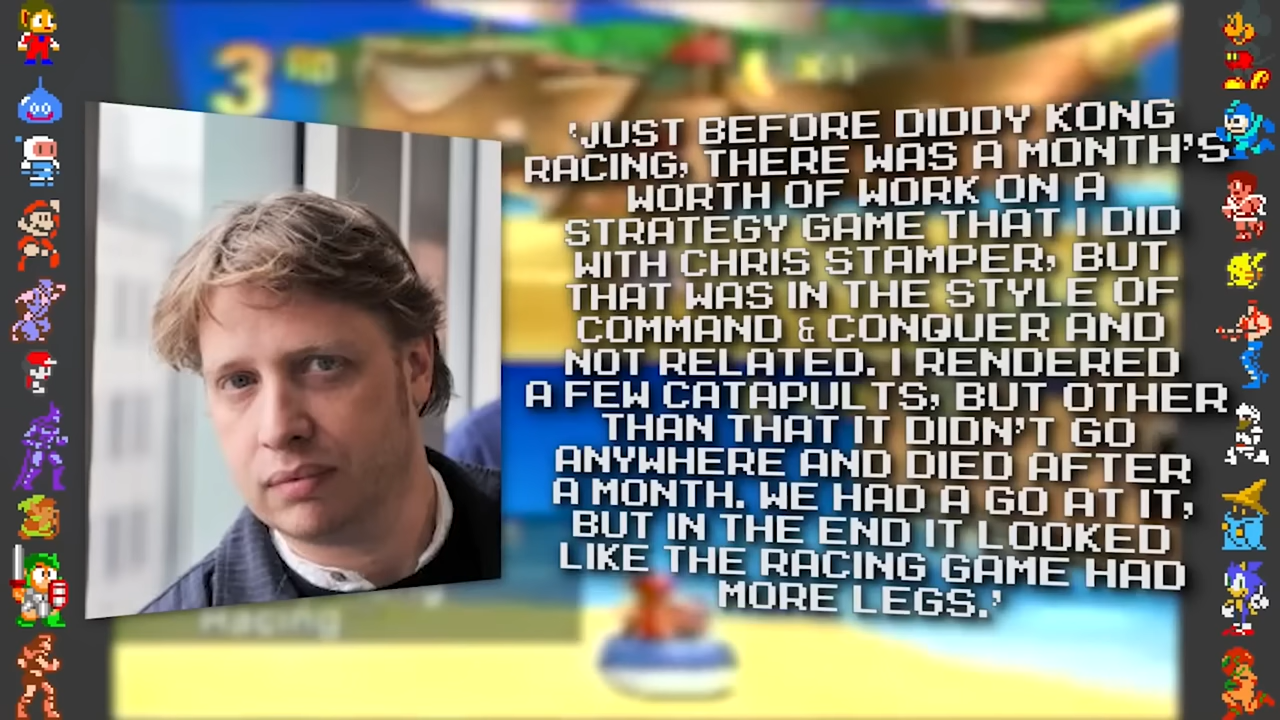 3RD
'JUST BEFORE DIDDY KONG
RACING, THERE WAS A MONTH'S
WORTH OF WORK ON A
STRATEGY GAME THAT I DID
WITH CHRIS STAMPER, BUT
THAT WAS IN THE STYLE OF
COMMAND & CONQUER AND
NOT RELATED. I RENDERED
A FEW CATAPULTS, BUT OTHER
THAN THAT IT DIDN'T GO
ANYWHERE AND DIED AFTER
A MONTH. WE HAD A GO AT IT,
BUT IN THE END IT LOOKED
LIKE THE RACING GAME HAD
MORE LEGS.'
Racing